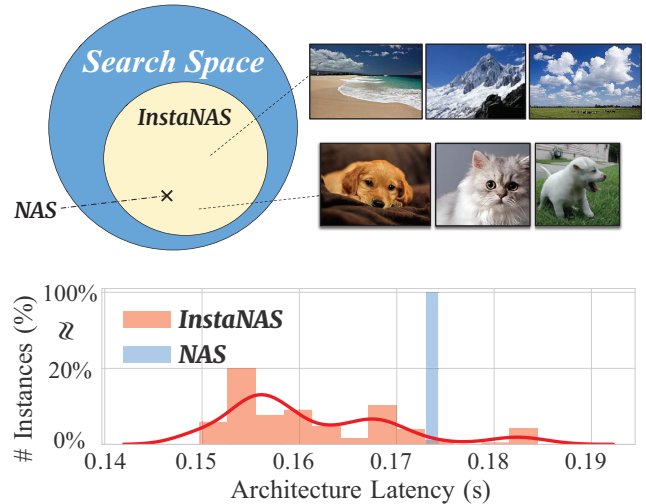 Search Space
InstaNAS
NAS
100%
InstaNAS
NAS
20%
0%
# Instances (%)
≈
0.14 0.15 0.16 0.17 0.18 0.19
Architecture Latency (s)